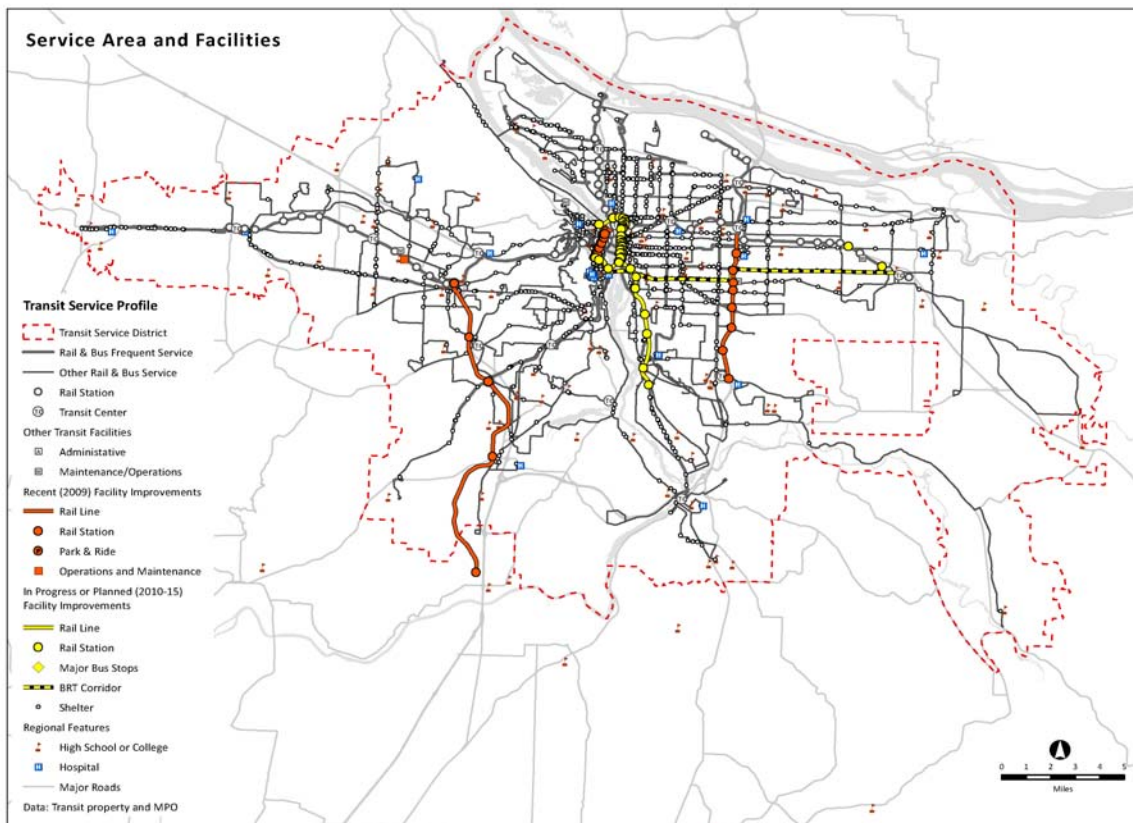 Service Area and Facilities
Transit Service Profile
Transit Service District
Rail & Bus Frequent Service
Other Rail & Bus Service
Rail Station
Transit Center
Other Transit Facilities
Administative
Maintenance/Operations
Recent (2009) Facility Improvements
Rail Line
Rail Station
Park & Ride
Operations and Maintenance
In Progress or Planned (2010-15)
Facility Improvements
Rail Line
Rail Station
Major Bus Stops
BRT Corridor
Shelter
Regional Features
High School or College
Hospital
Major Roads
Data: Transit property and MPO
0 1 2 3 4 5
Miles